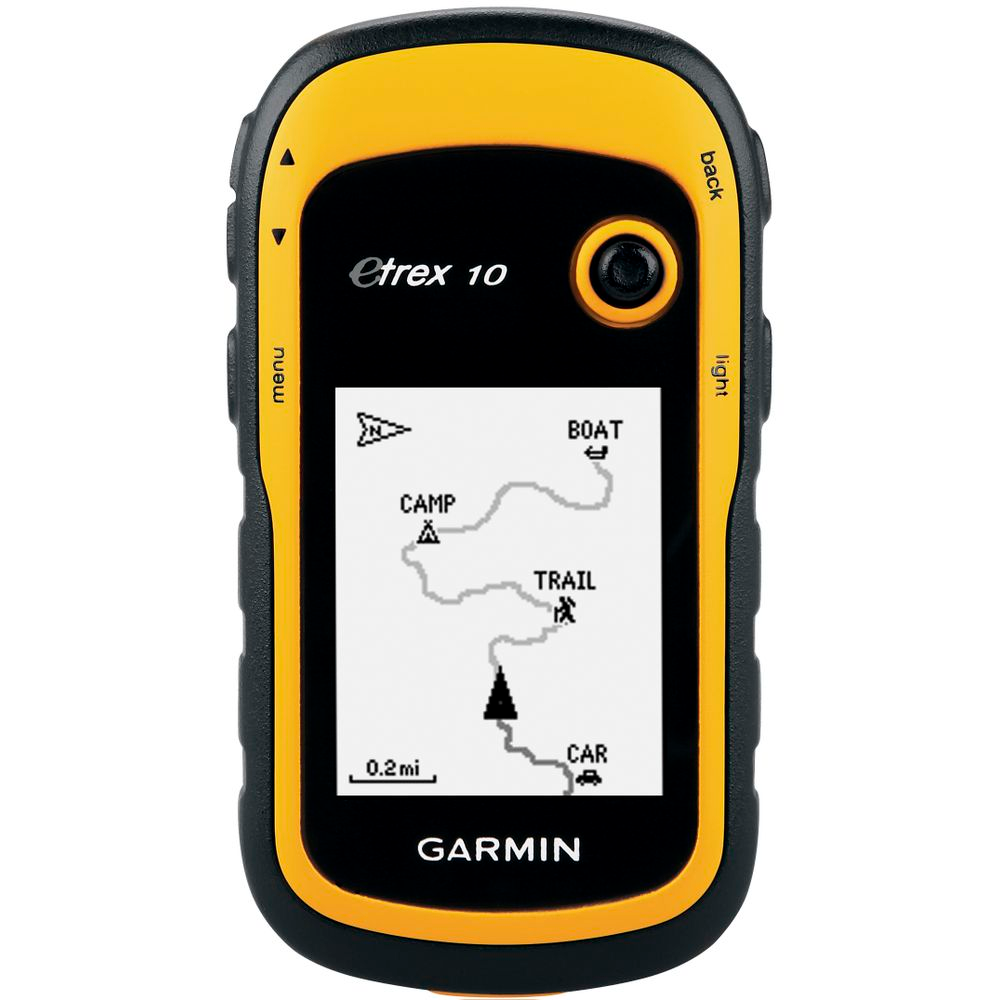 back
etrex 10
menu
light
N
BOAT
CAMP
TRAIL
CAR
0.2mi
GARMIN